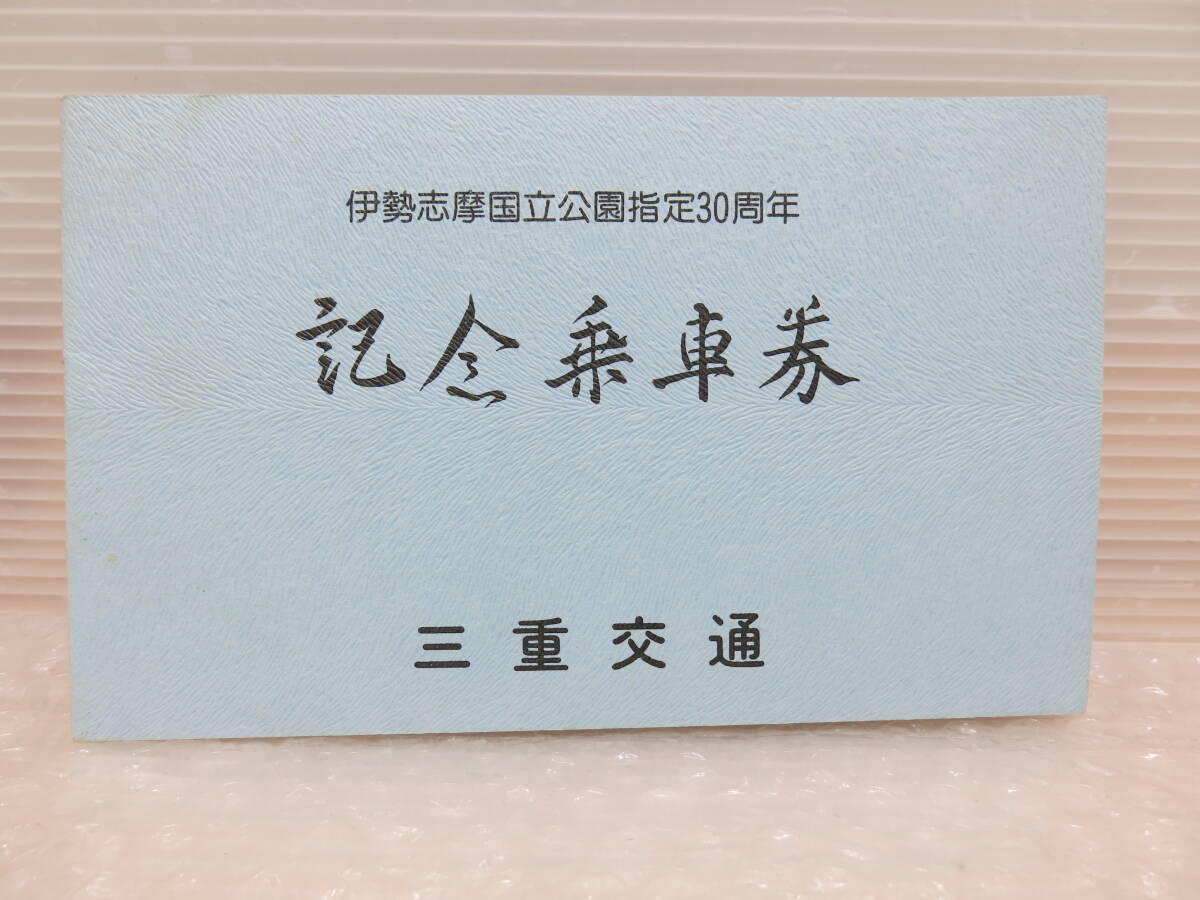 伊勢志摩国立公園指定30周年
記念乗車券
三重交通